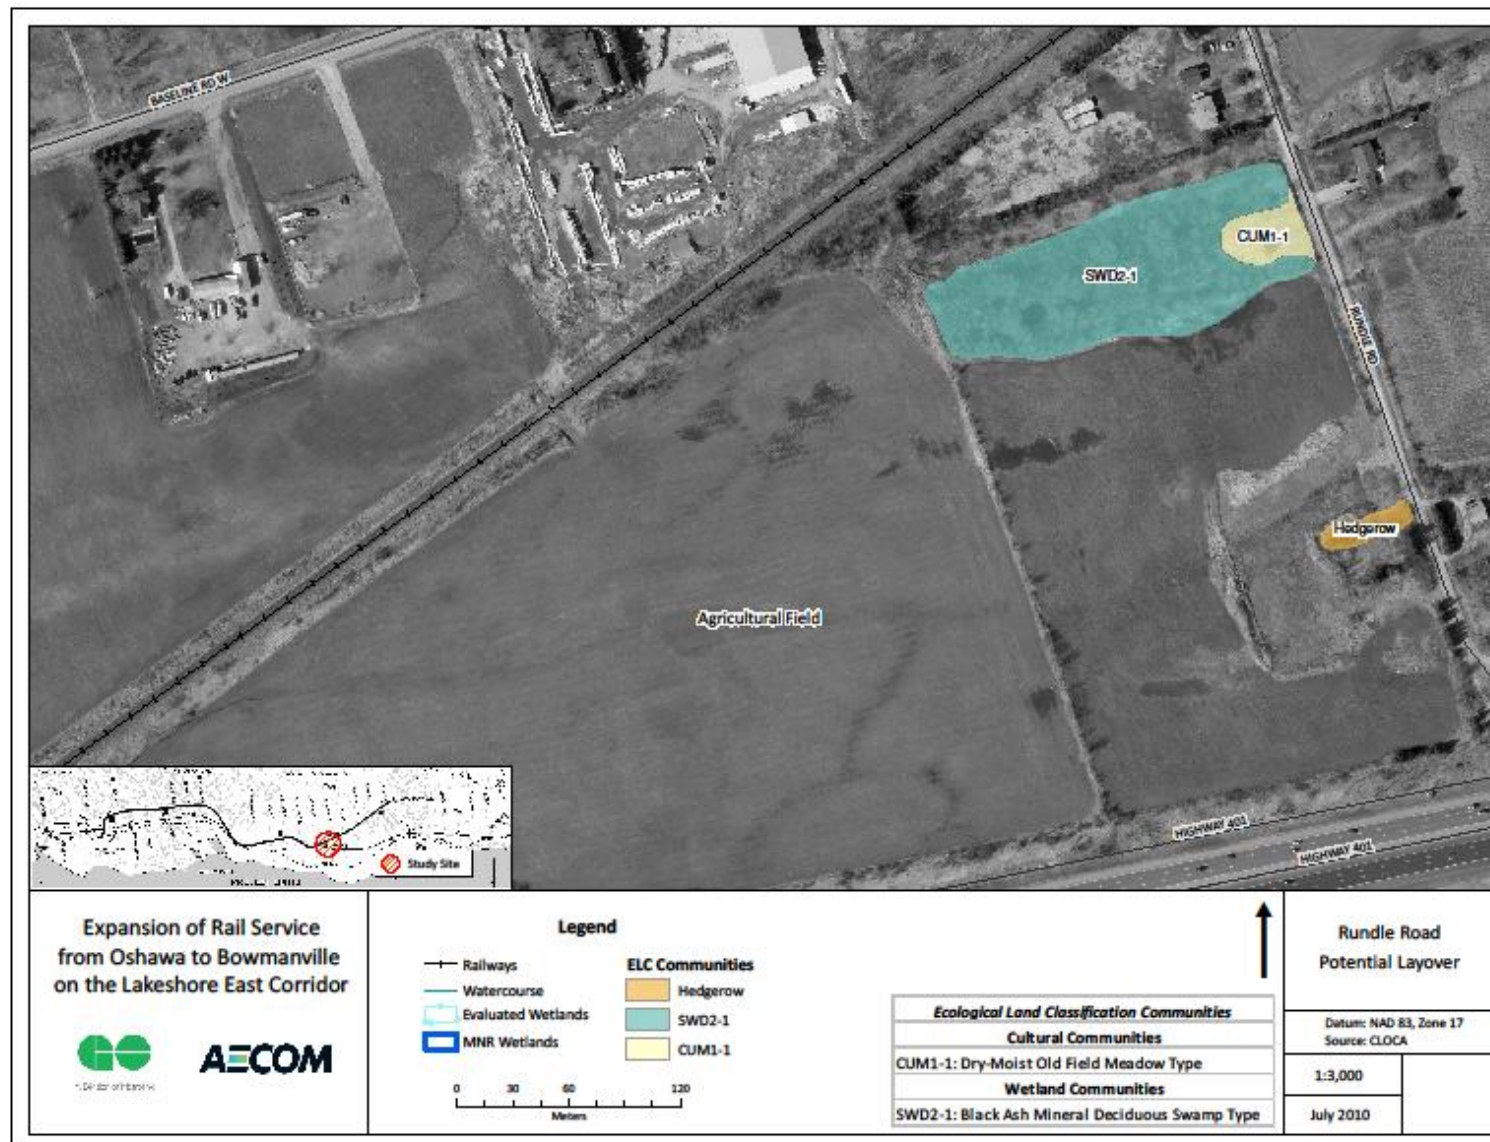 BASELINE RD W
CUM1-1
SWD2-1
RUNDLE RD
Hedgerow
Agricultural Field
HIGHWAY 401
HIGHWAY 401
Study Site
Expansion of Rail Service
from Oshawa to Bowmanville
on the Lakeshore East Corridor
GO
AECOM
Legend
Railways
Watercourse
Evaluated Wetlands
MNR Wetlands
ELC Communities
Hedgerow
SWD2-1
CUM1-1
0 30 60 120
Meters
Ecological Land Classification Communities
Cultural Communities
CUM1-1: Dry-Moist Old Field Meadow Type
Wetland Communities
SWD2-1: Black Ash Mineral Deciduous Swamp Type
Rundle Road
Potential Layover
Datum: NAD 83, Zone 17
Source: CLOCA
1:3,000
July 2010